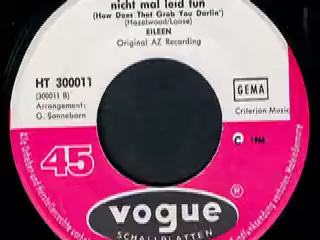 nicht mal leid tun
(How Does That Grab You Darlin')
(Hazelwood/Loose)
EILEEN
Original AZ Recording
HT 300011
(300011 B)
Arrangement:
G. Sonneborn
GEMA
Criterion Music
45
C 1966
vogue
®
SCHALLPLATTEN